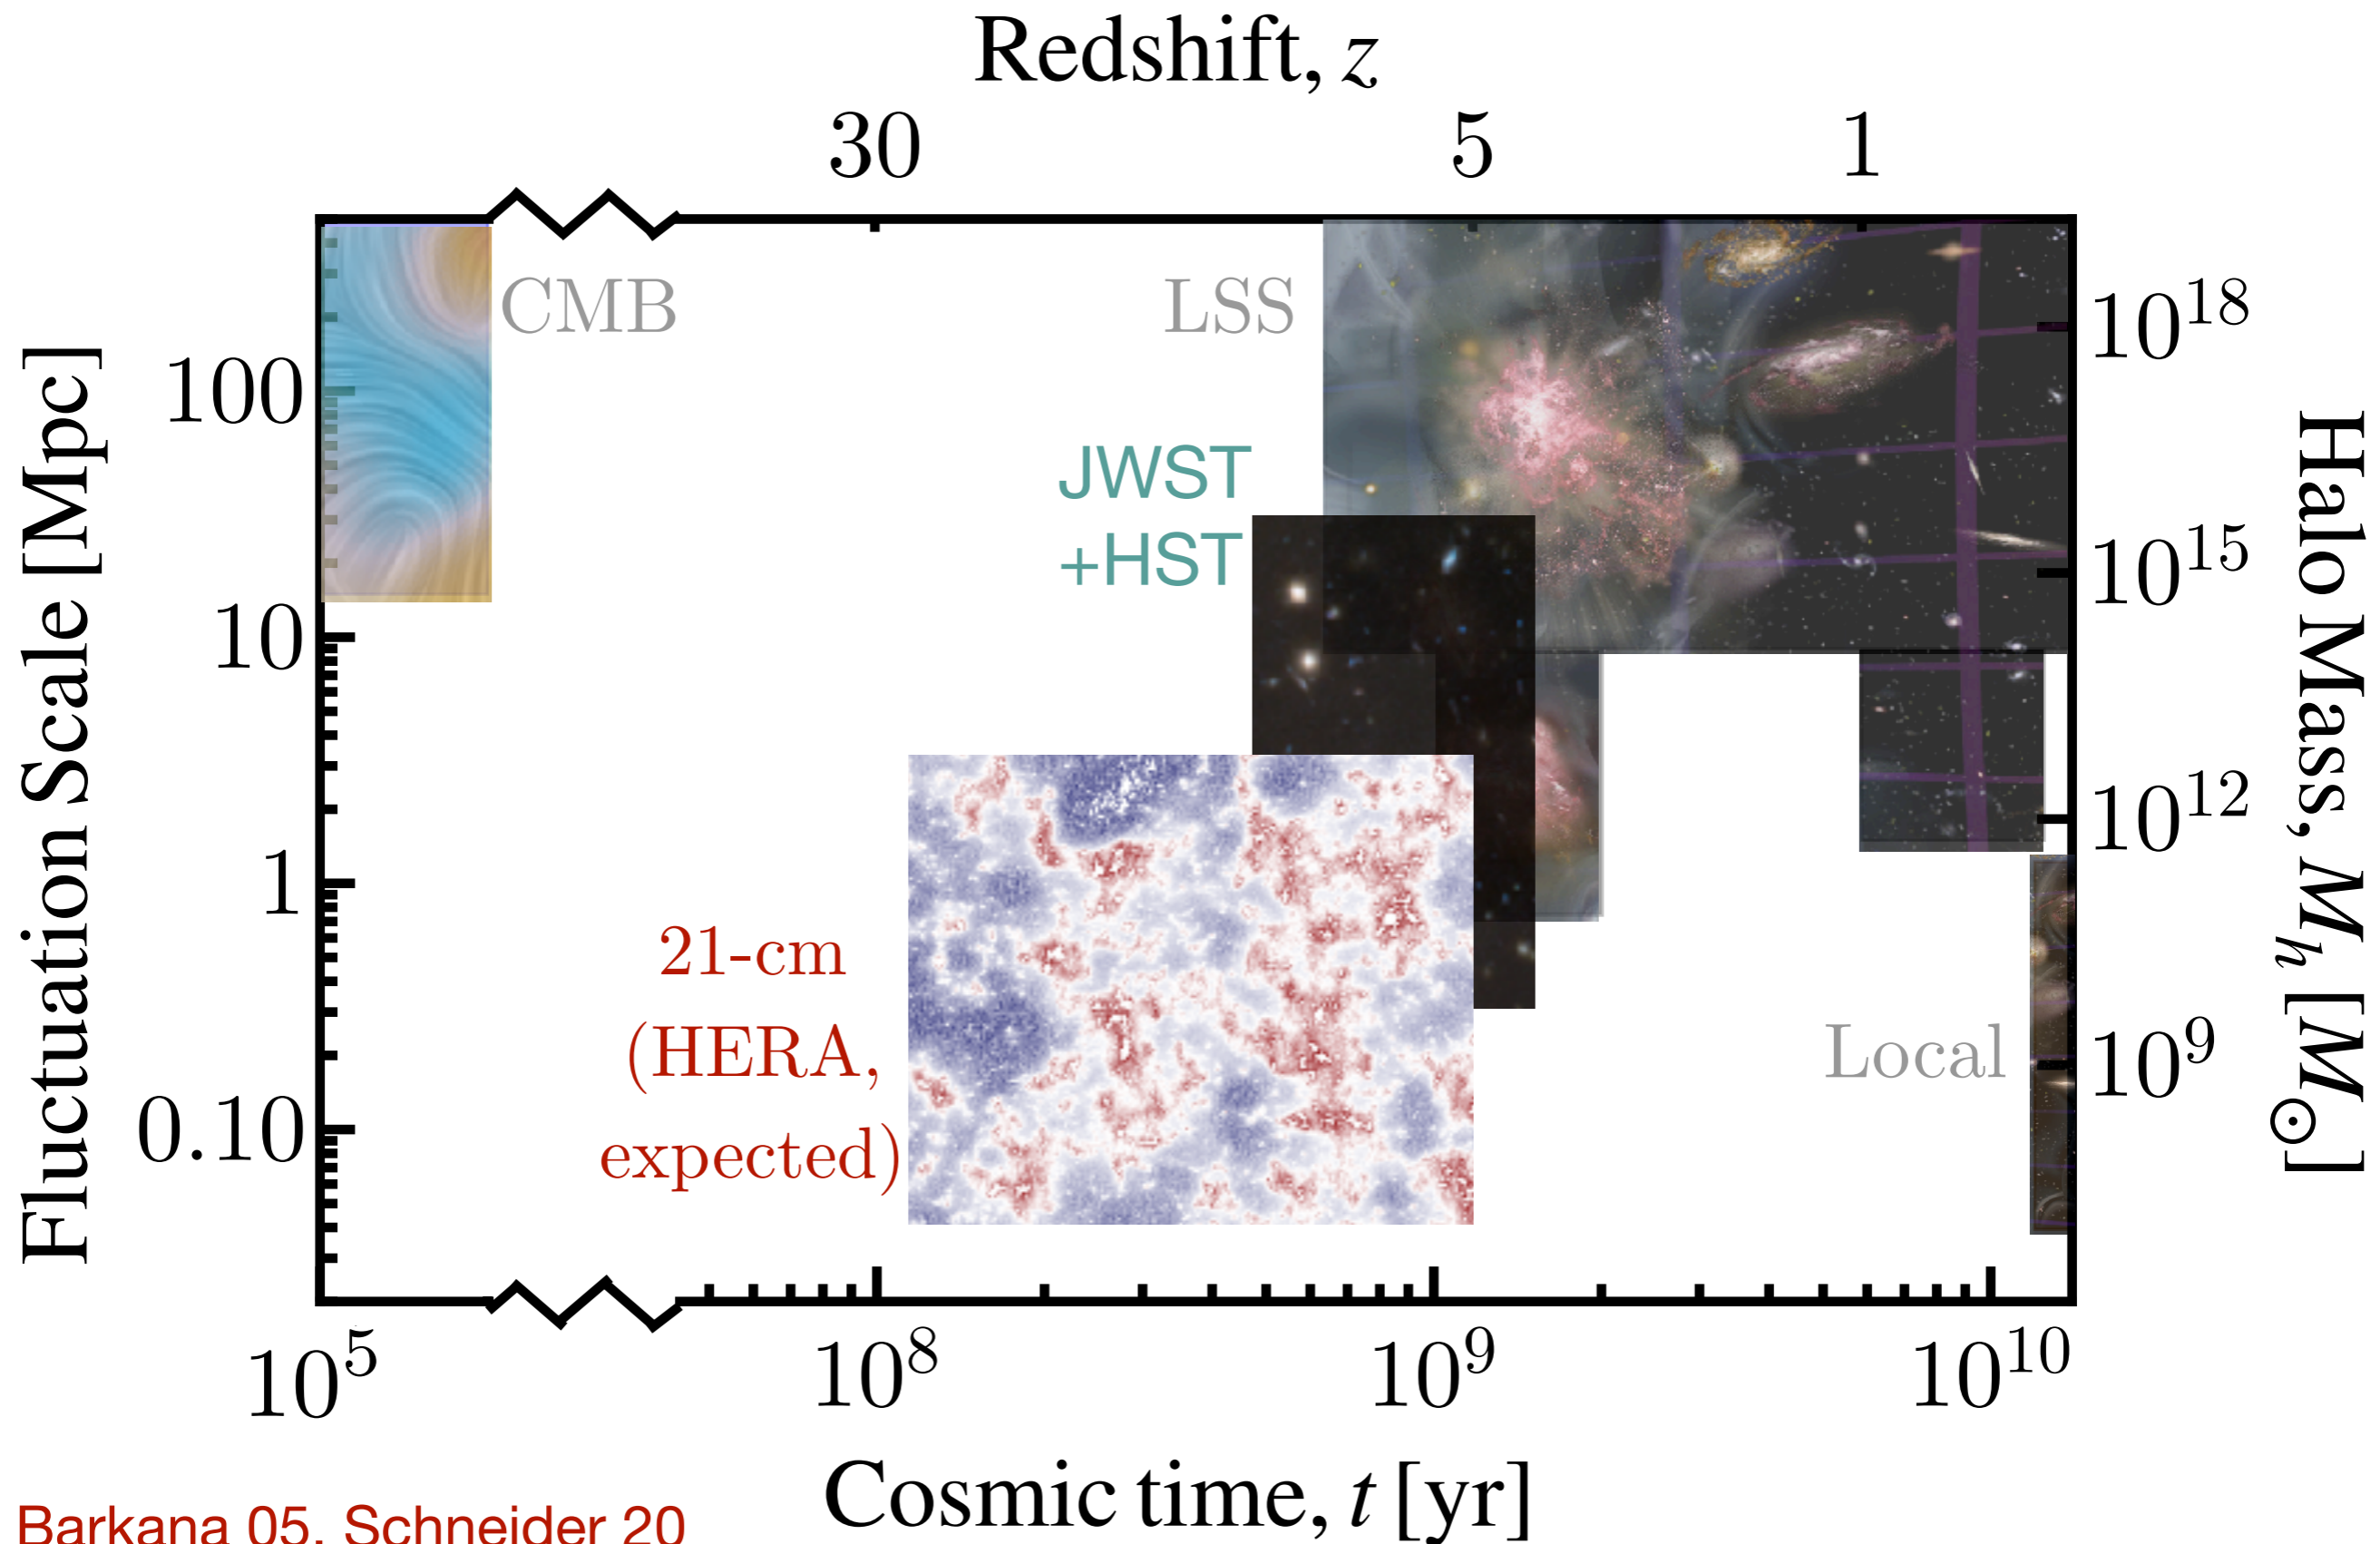 Redshift, z
30 5 1
CMB
LSS
JWST
+HST
21-cm
(HERA,
expected)
Local
Fluctuation Scale [Mpc]
100
10
1
0.10
10^18
10^15
10^12
10^9
Halo Mass, M_h [M_⊙]
10^5 10^8 10^9 10^10
Cosmic time, t [yr]
Barkana 05, Schneider 20